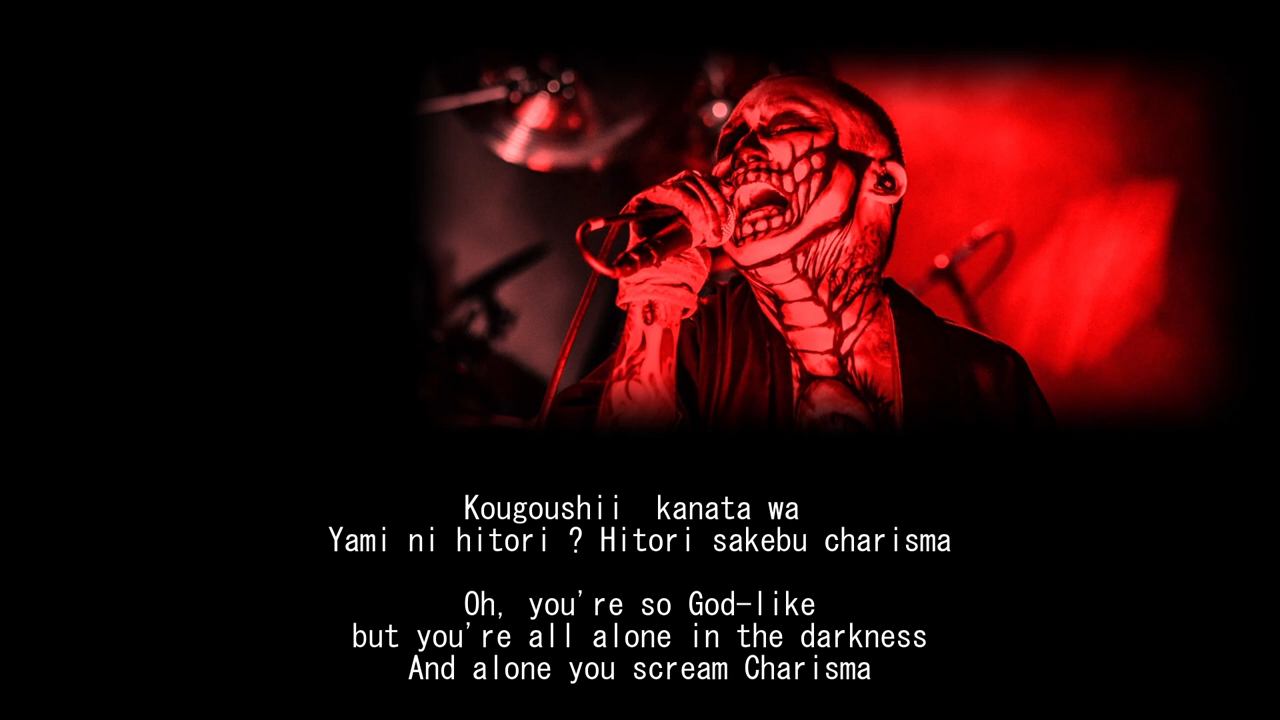 Kougoushii  kanata wa
Yami ni hitori ? Hitori sakebu charisma
Oh, you're so God-like
but you're all alone in the darkness
And alone you scream Charisma